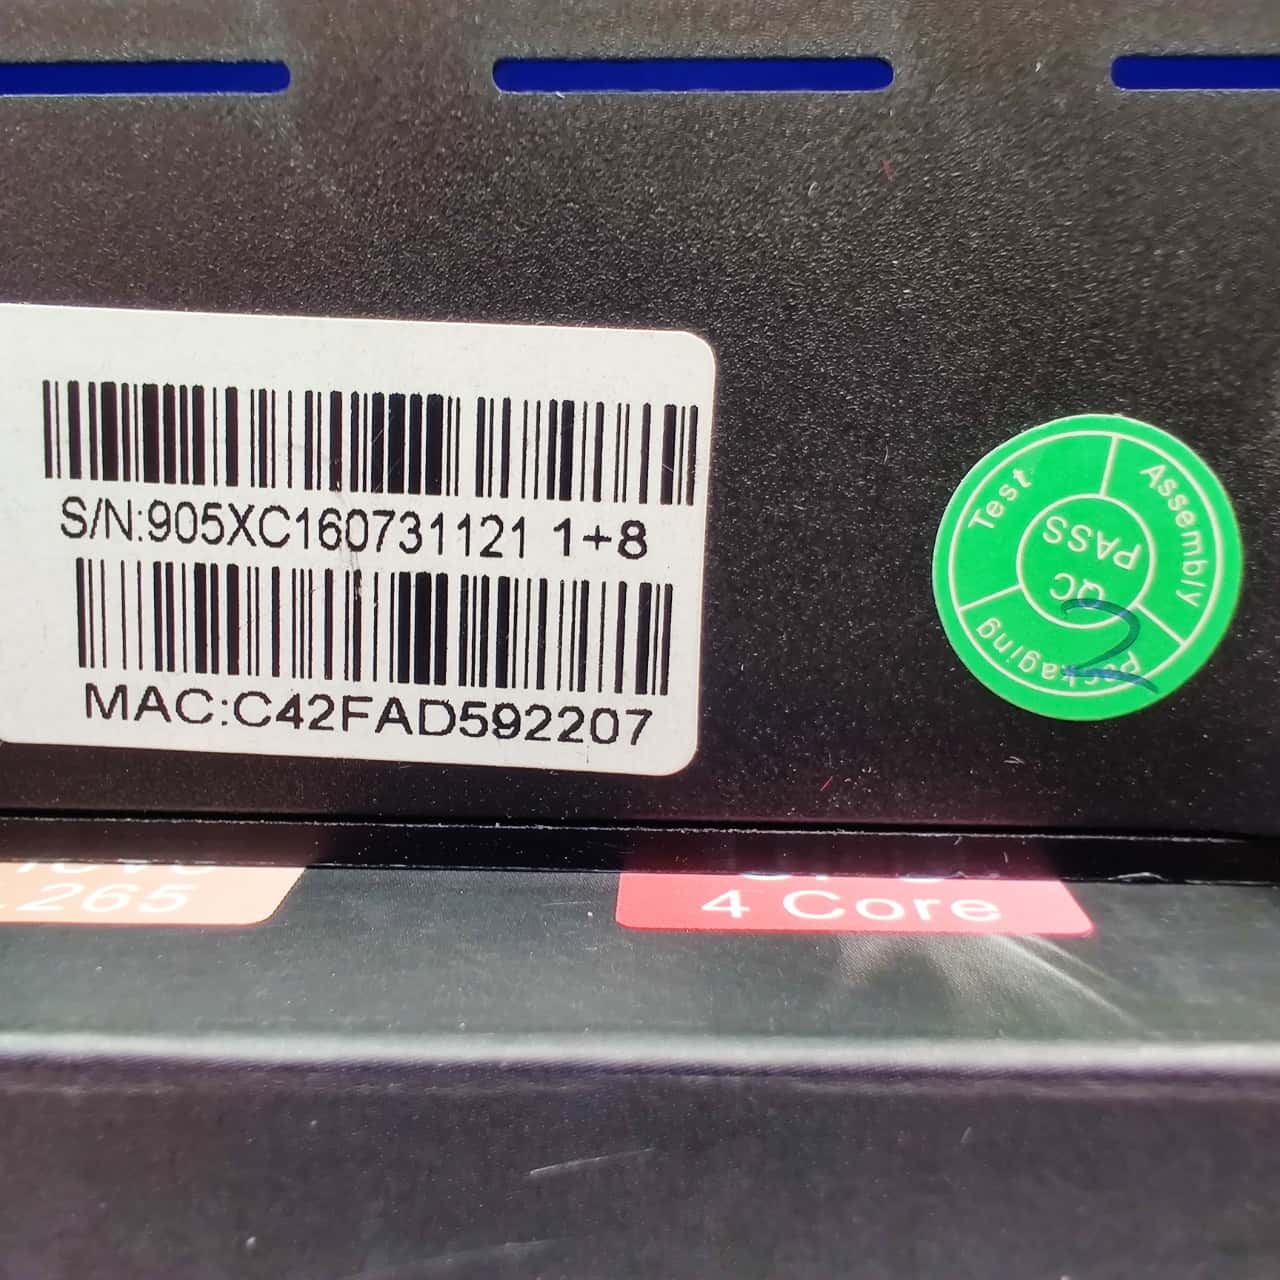 S/N:905XC160731121 1+8
MAC:C42FAD592207
Test
Assembly
Packaging
QC
PASS
2
.265
4 Core